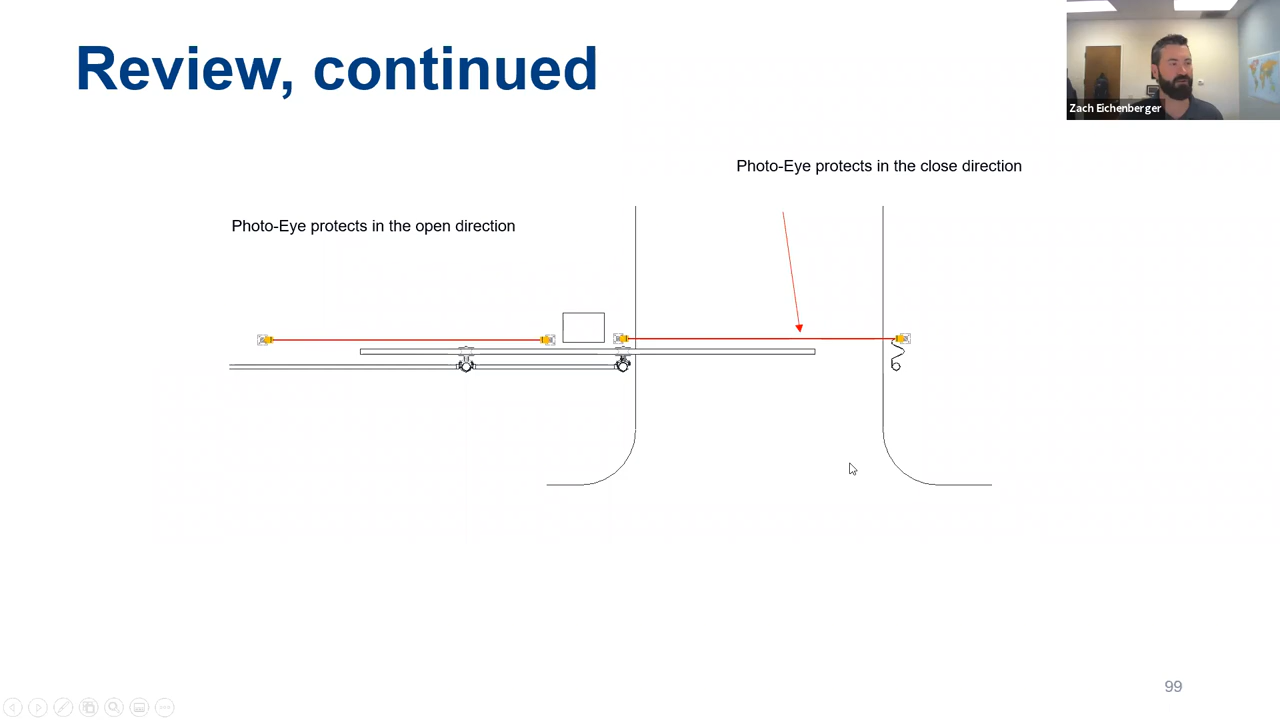 Review, continued
Zach Eichenberger
Photo-Eye protects in the close direction
Photo-Eye protects in the open direction
99